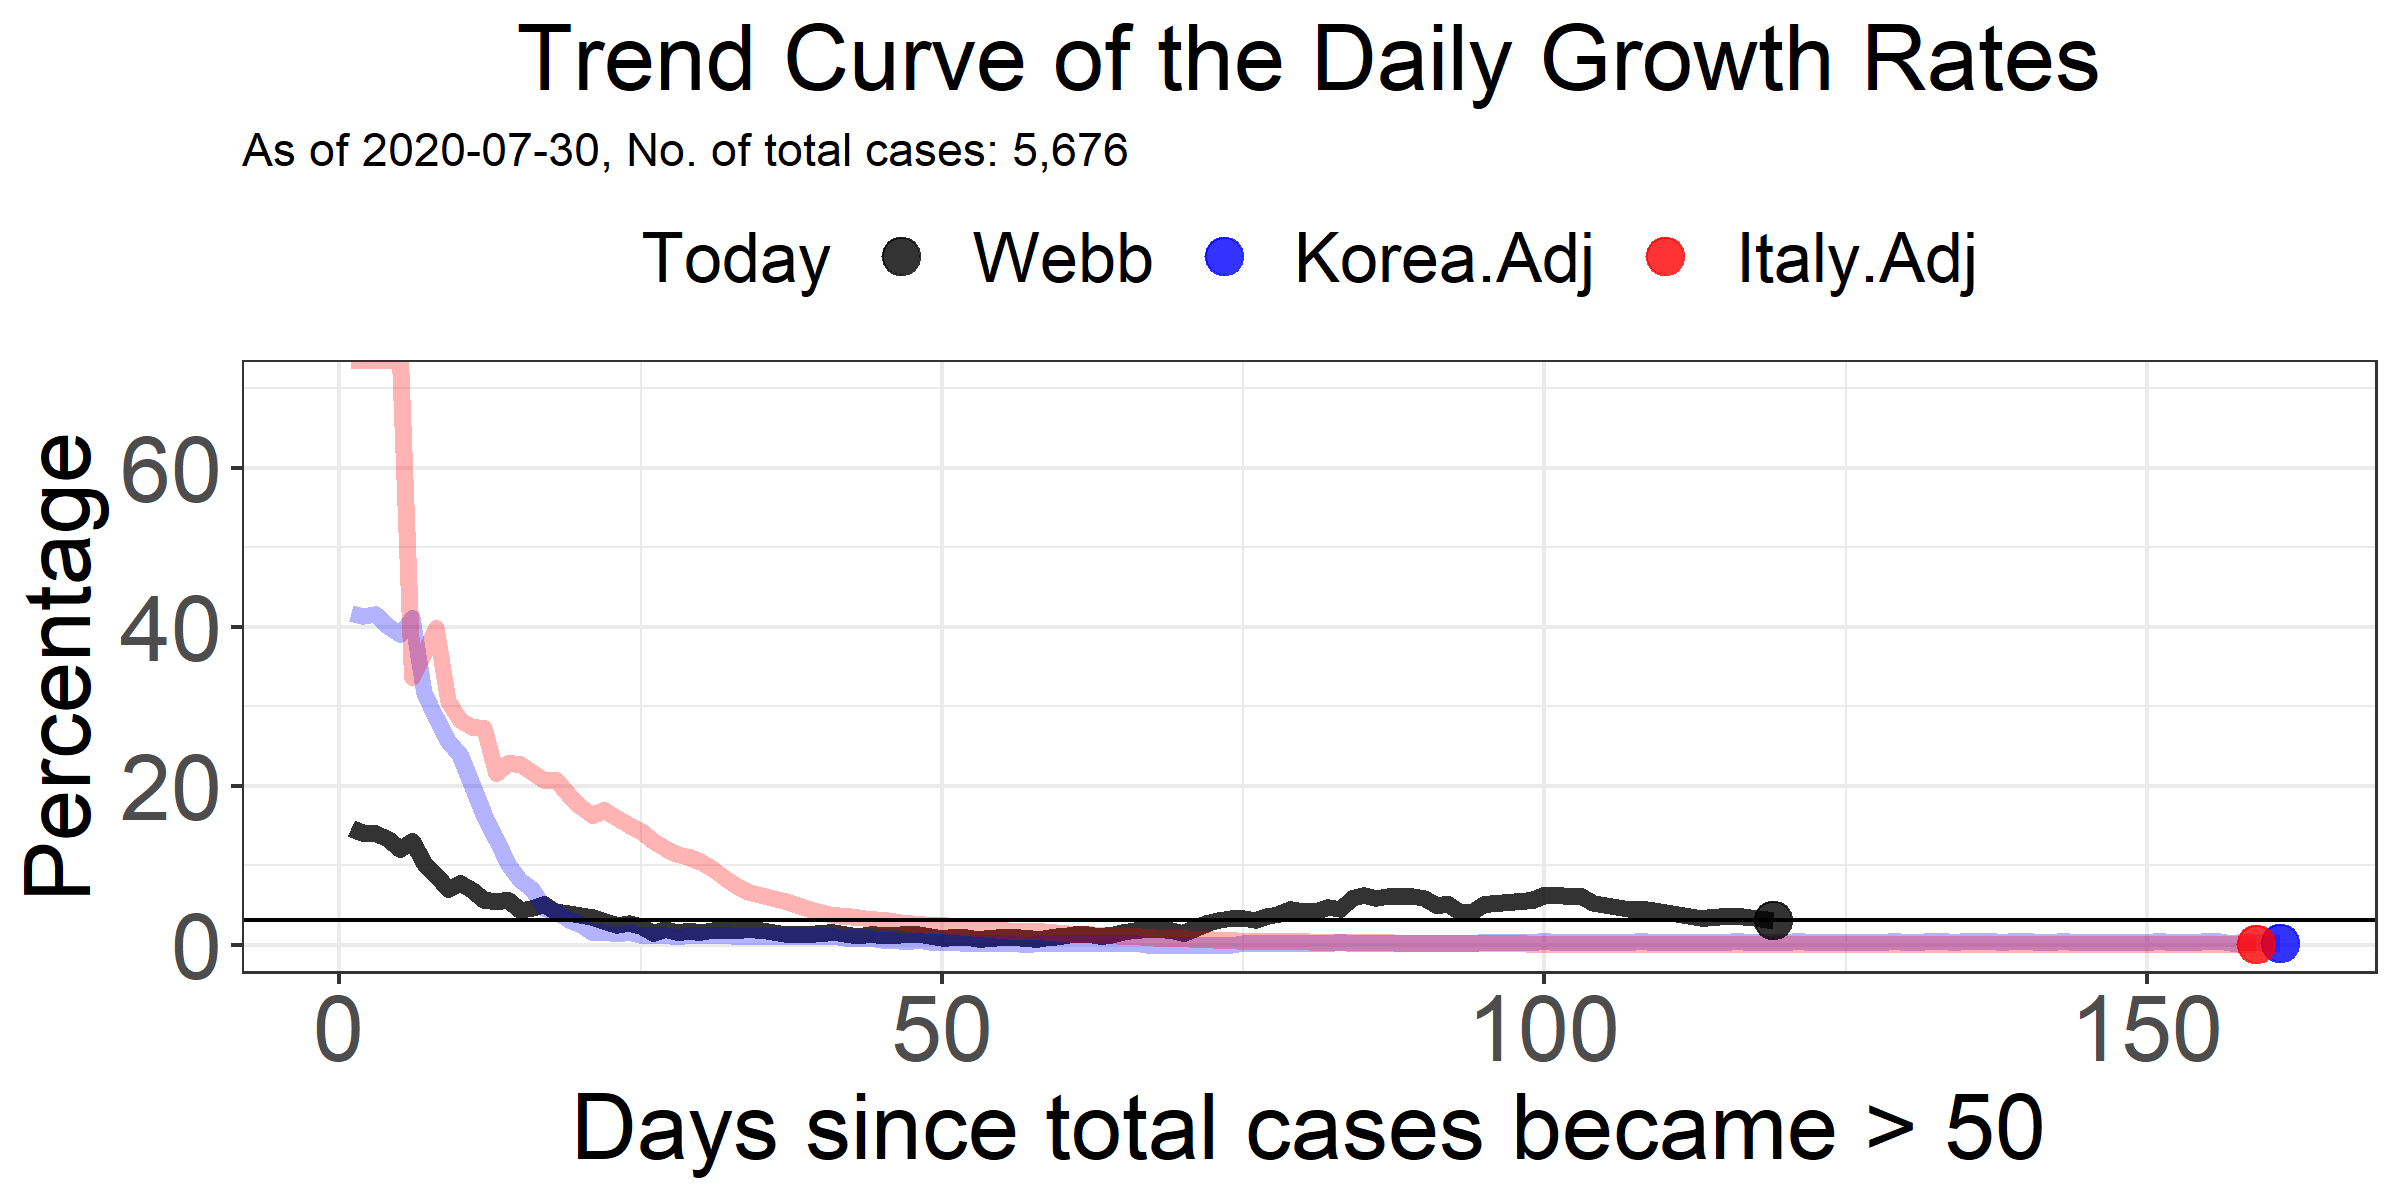 Trend Curve of the Daily Growth Rates
As of 2020-07-30, No. of total cases: 5,676
Today Webb Korea.Adj Italy.Adj
Percentage
60
40
20
0
0 50 100 150
Days since total cases became > 50